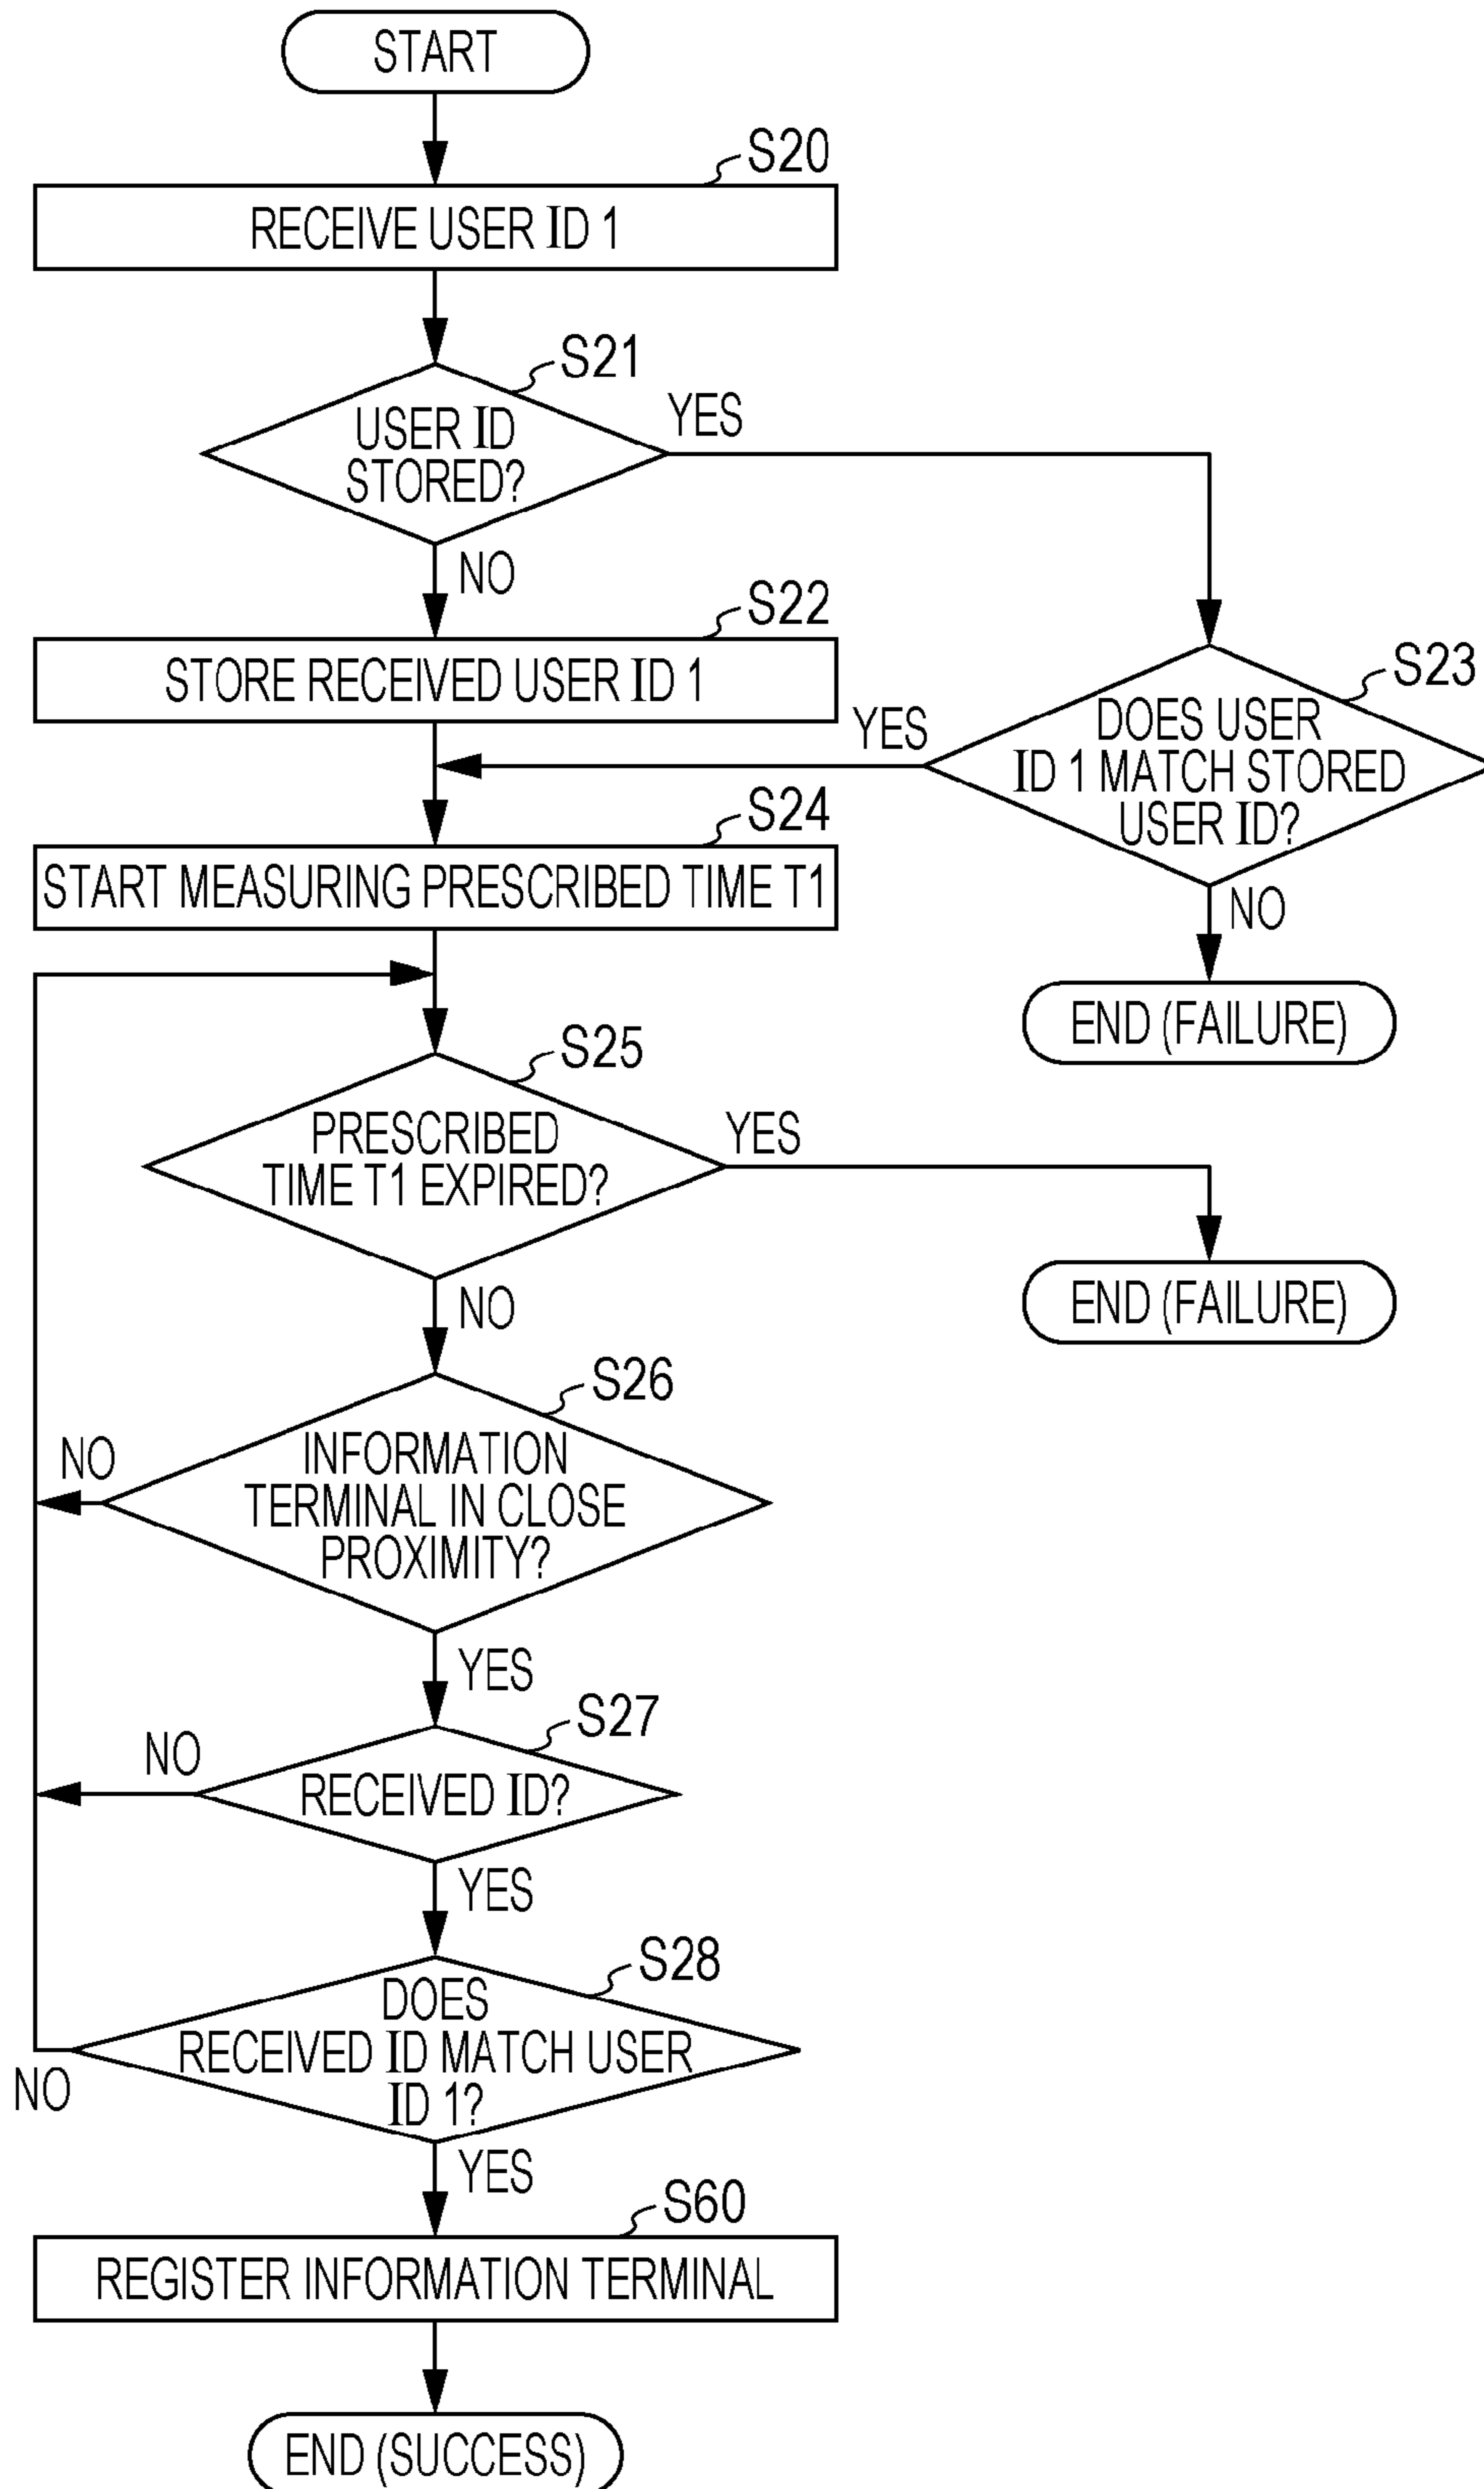 START
S20
RECEIVE USER ID 1
S21
USER ID
STORED?
YES
NO
S22
STORE RECEIVED USER ID 1
S23
DOES USER
ID 1 MATCH STORED
USER ID?
YES
NO
END (FAILURE)
S24
START MEASURING PRESCRIBED TIME T1
S25
PRESCRIBED
TIME T1 EXPIRED?
YES
END (FAILURE)
NO
S26
INFORMATION
TERMINAL IN CLOSE
PROXIMITY?
NO
YES
S27
RECEIVED ID?
NO
YES
S28
DOES
RECEIVED ID MATCH USER
ID 1?
NO
YES
S60
REGISTER INFORMATION TERMINAL
END (SUCCESS)